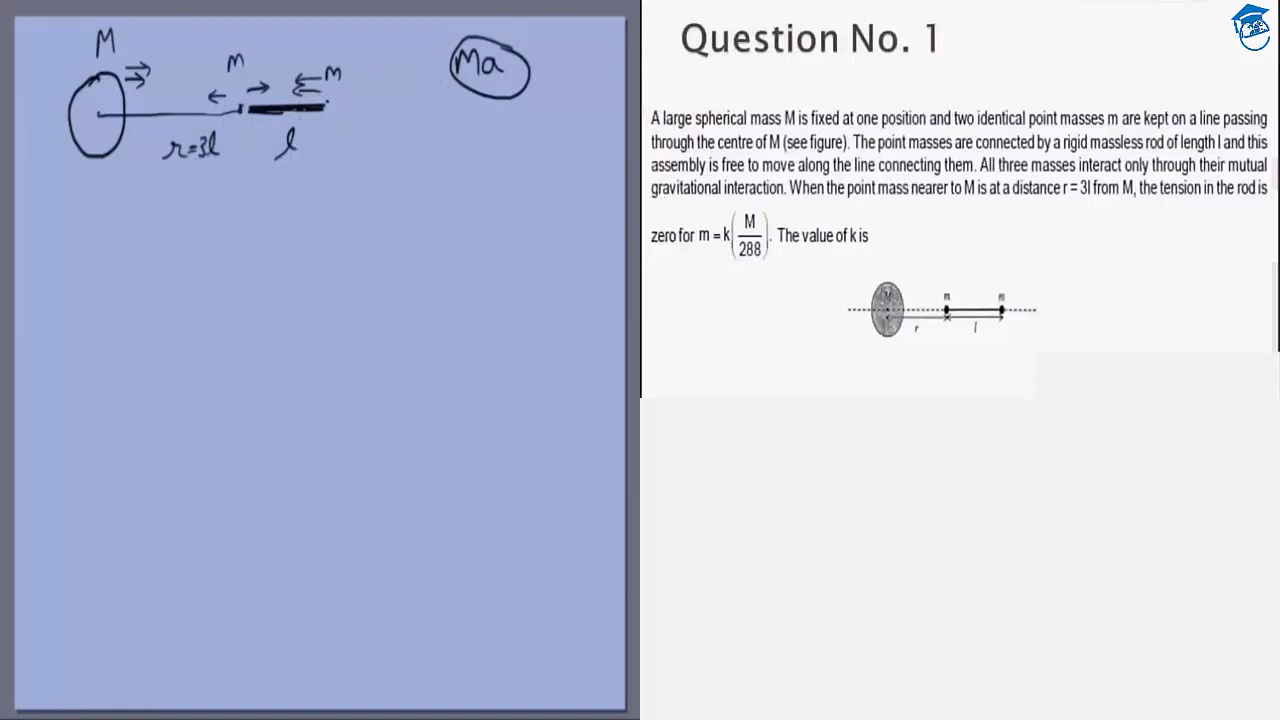 M
m
m
Ma
r=3l
l
Question No. 1
A large spherical mass M is fixed at one position and two identical point masses m are kept on a line passing
through the centre of M (see figure). The point masses are connected by a rigid massless rod of length l and this
assembly is free to move along the line connecting them. All three masses interact only through their mutual
gravitational interaction. When the point mass nearer to M is at a distance r = 3l from M, the tension in the rod is
zero for m = k(M/288). The value of k is
M
m
m
r
l